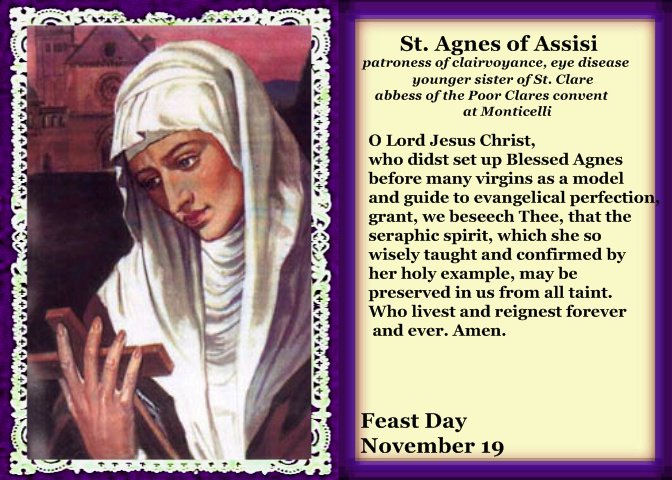 St. Agnes of Assisi
patroness of clairvoyance, eye disease
younger sister of St. Clare
abbess of the Poor Clares convent
at Monticelli
O Lord Jesus Christ,
who didst set up Blessed Agnes
before many virgins as a model
and guide to evangelical perfection,
grant, we beseech Thee, that the
seraphic spirit, which she so
wisely taught and confirmed by
her holy example, may be
preserved in us from all taint.
Who livest and reignest forever
and ever. Amen.
Feast Day
November 19